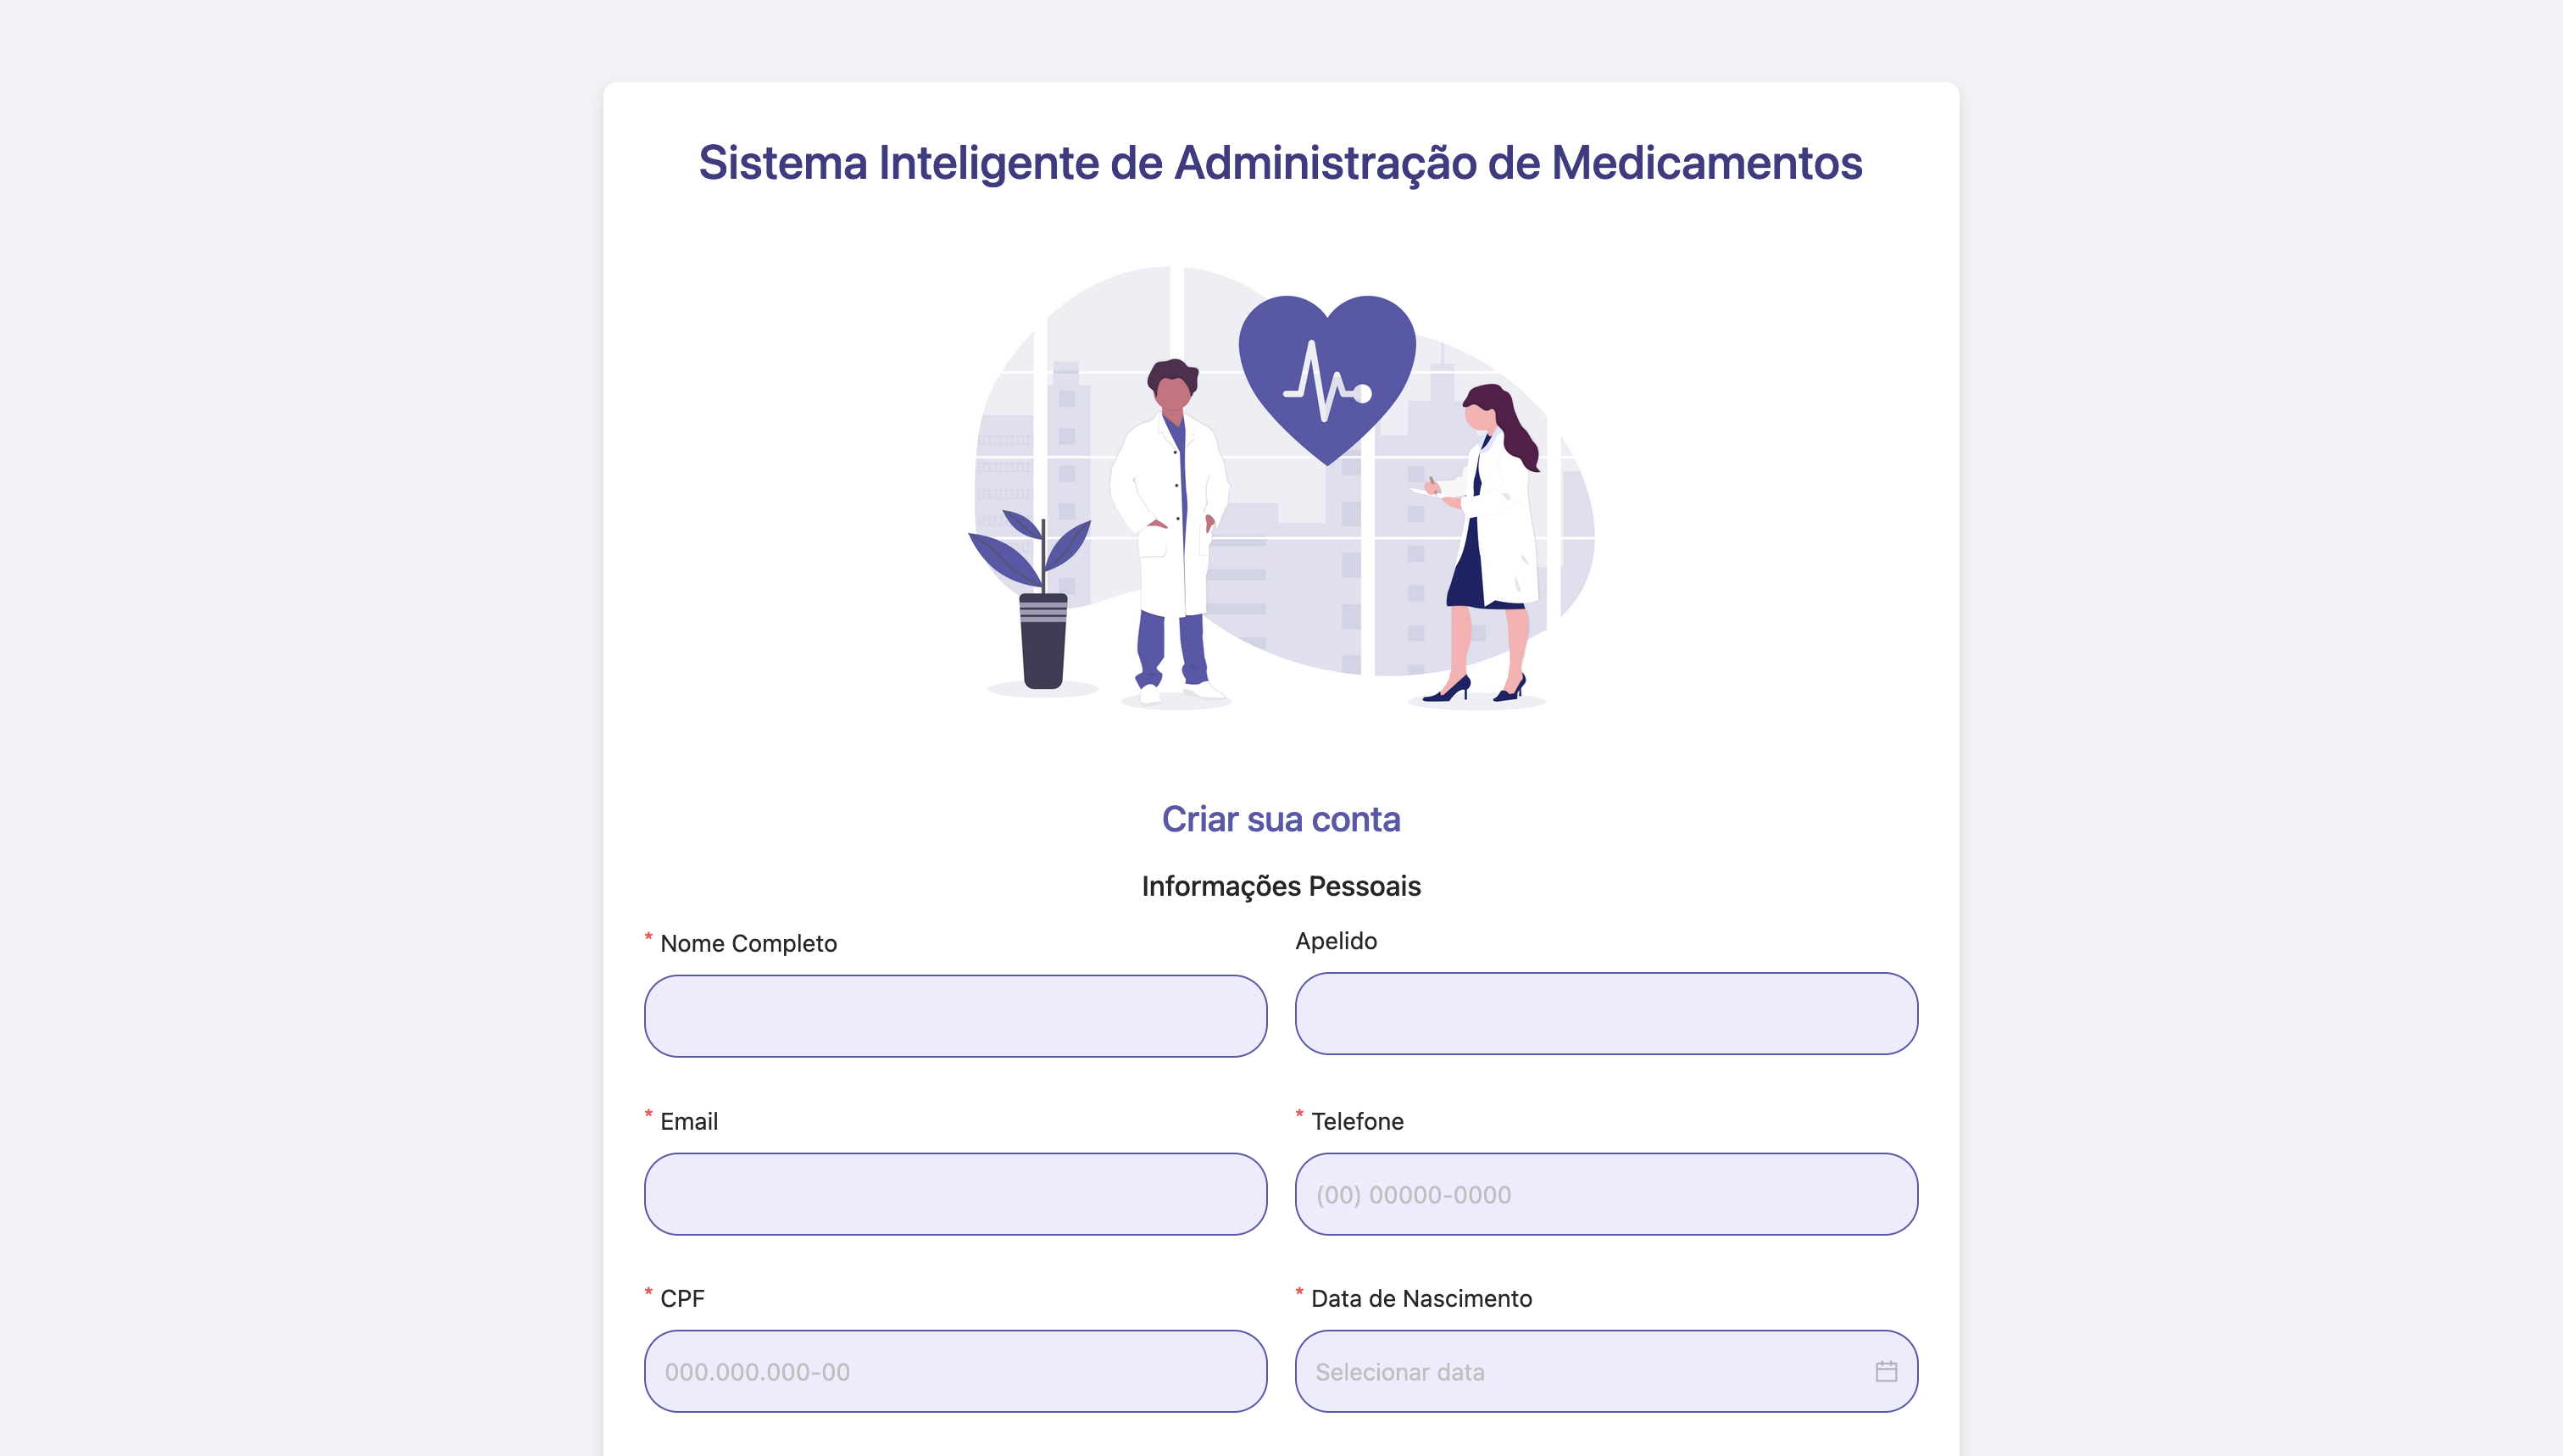 Sistema Inteligente de Administração de Medicamentos
Criar sua conta
Informações Pessoais
* Nome Completo
Apelido
* Email
* Telefone
(00) 00000-0000
* CPF
* Data de Nascimento
000.000.000-00
Selecionar data